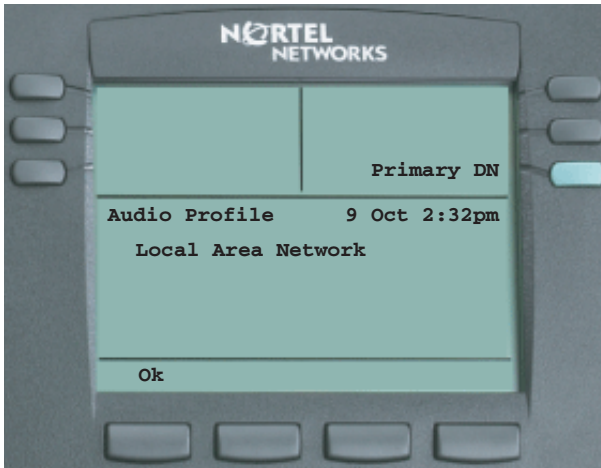 NORTEL
NETWORKS
Primary DN
Audio Profile 9 Oct 2:32pm
Local Area Network
Ok